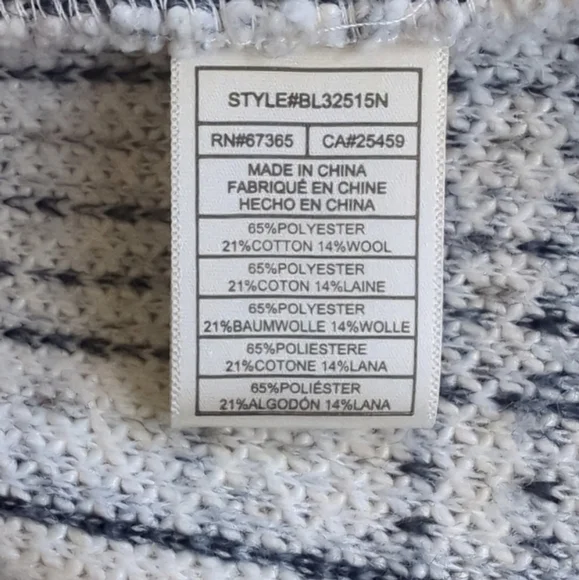 STYLE#BL32515N
RN#67365 CA#25459
MADE IN CHINA
FABRIQUÉ EN CHINE
HECHO EN CHINA
65%POLYESTER
21%COTTON 14%WOOL
65%POLYESTER
21%COTON 14%LAINE
65%POLYESTER
21%BAUMWOLLE 14%WOLLE
65%POLIESTERE
21%COTONE 14%LANA
65%POLIÉSTER
21%ALGODÓN 14%LANA